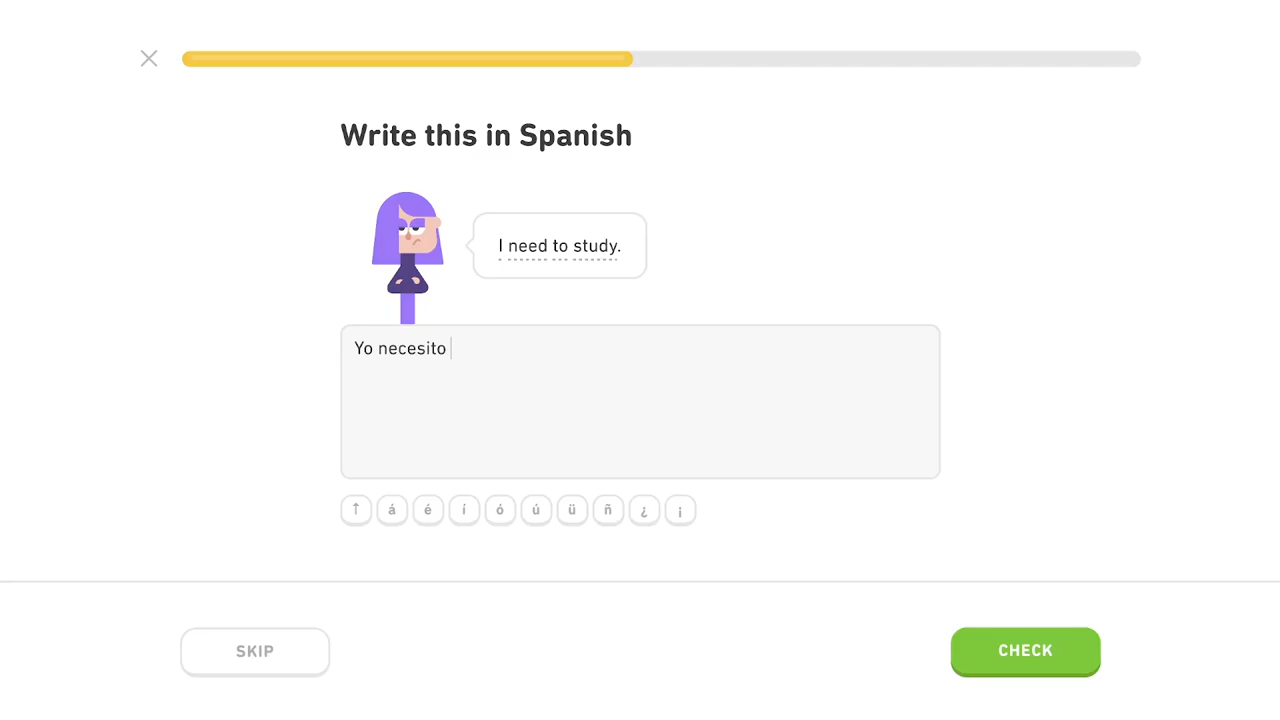 Write this in Spanish
I need to study.
Yo necesito
↑ á é í ó ú ü ñ ¿ ¡
SKIP
CHECK